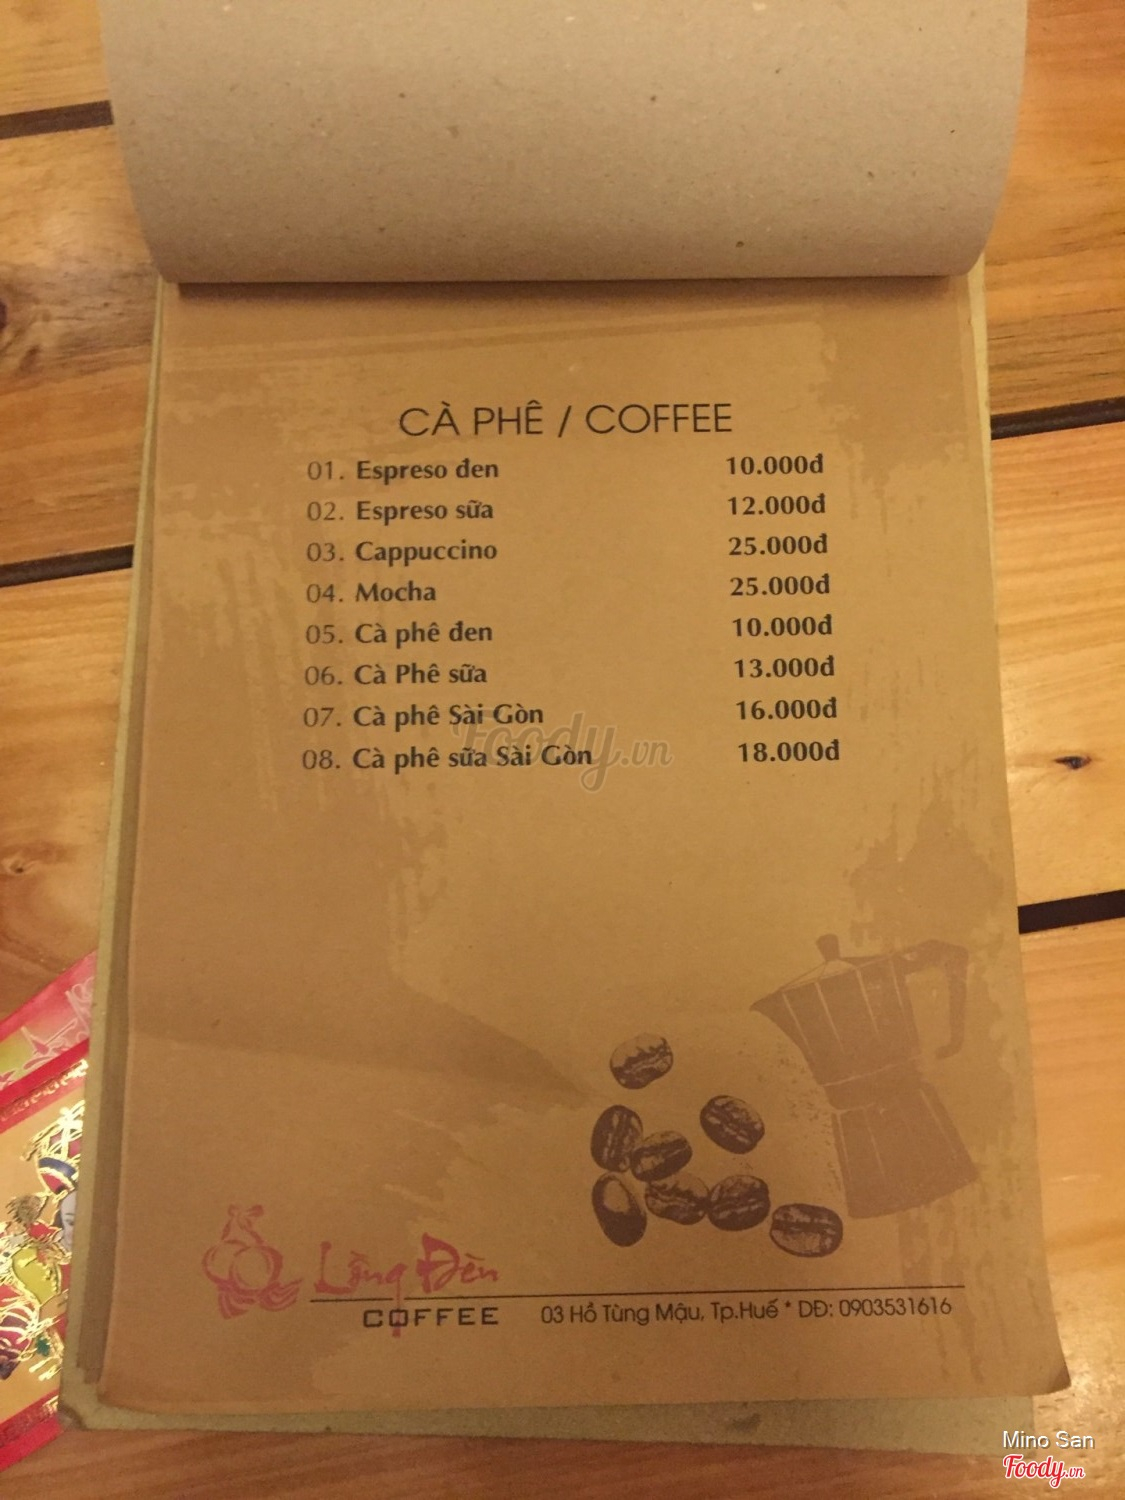 CÀ PHÊ / COFFEE
01. Espreso đen 10.000đ
02. Espreso sữa 12.000đ
03. Cappuccino 25.000đ
04. Mocha 25.000đ
05. Cà phê đen 10.000đ
06. Cà Phê sữa 13.000đ
07. Cà phê Sài Gòn 16.000đ
08. Cà phê sữa Sài Gòn 18.000đ
Foody.vn
Lồng Đèn
COFFEE 03 Hồ Tùng Mậu, Tp.Huế * DĐ: 0903531616
Mino San
Foody.vn